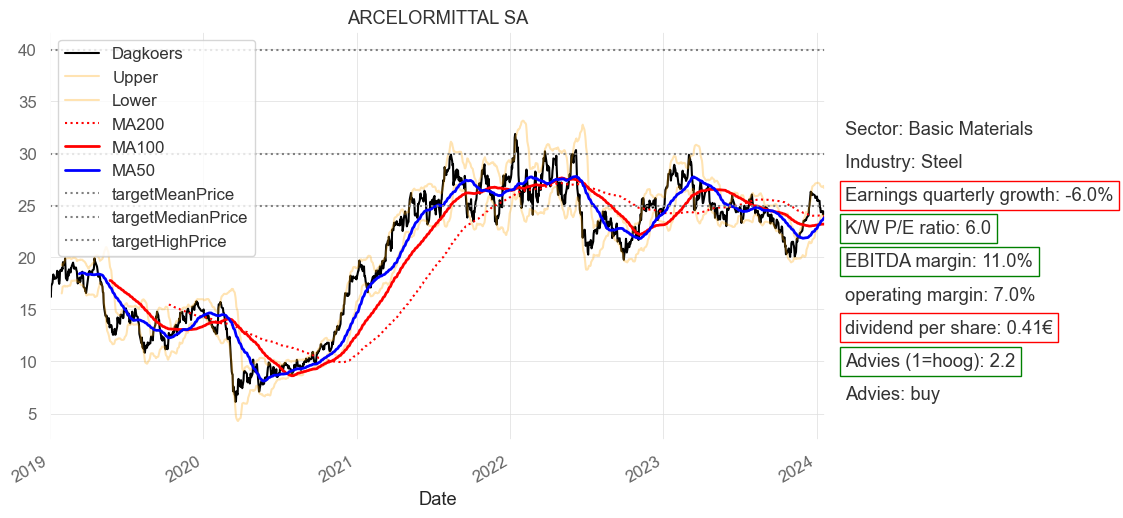 ARCELORMITTAL SA
40
35
30
25
20
15
10
5
Dagkoers
Upper
Lower
MA200
MA100
MA50
targetMeanPrice
targetMedianPrice
targetHighPrice
2019
2020
2021
2022
2023
2024
Date
Sector: Basic Materials
Industry: Steel
Earnings quarterly growth: -6.0%
K/W P/E ratio: 6.0
EBITDA margin: 11.0%
operating margin: 7.0%
dividend per share: 0.41€
Advies (1=hoog): 2.2
Advies: buy